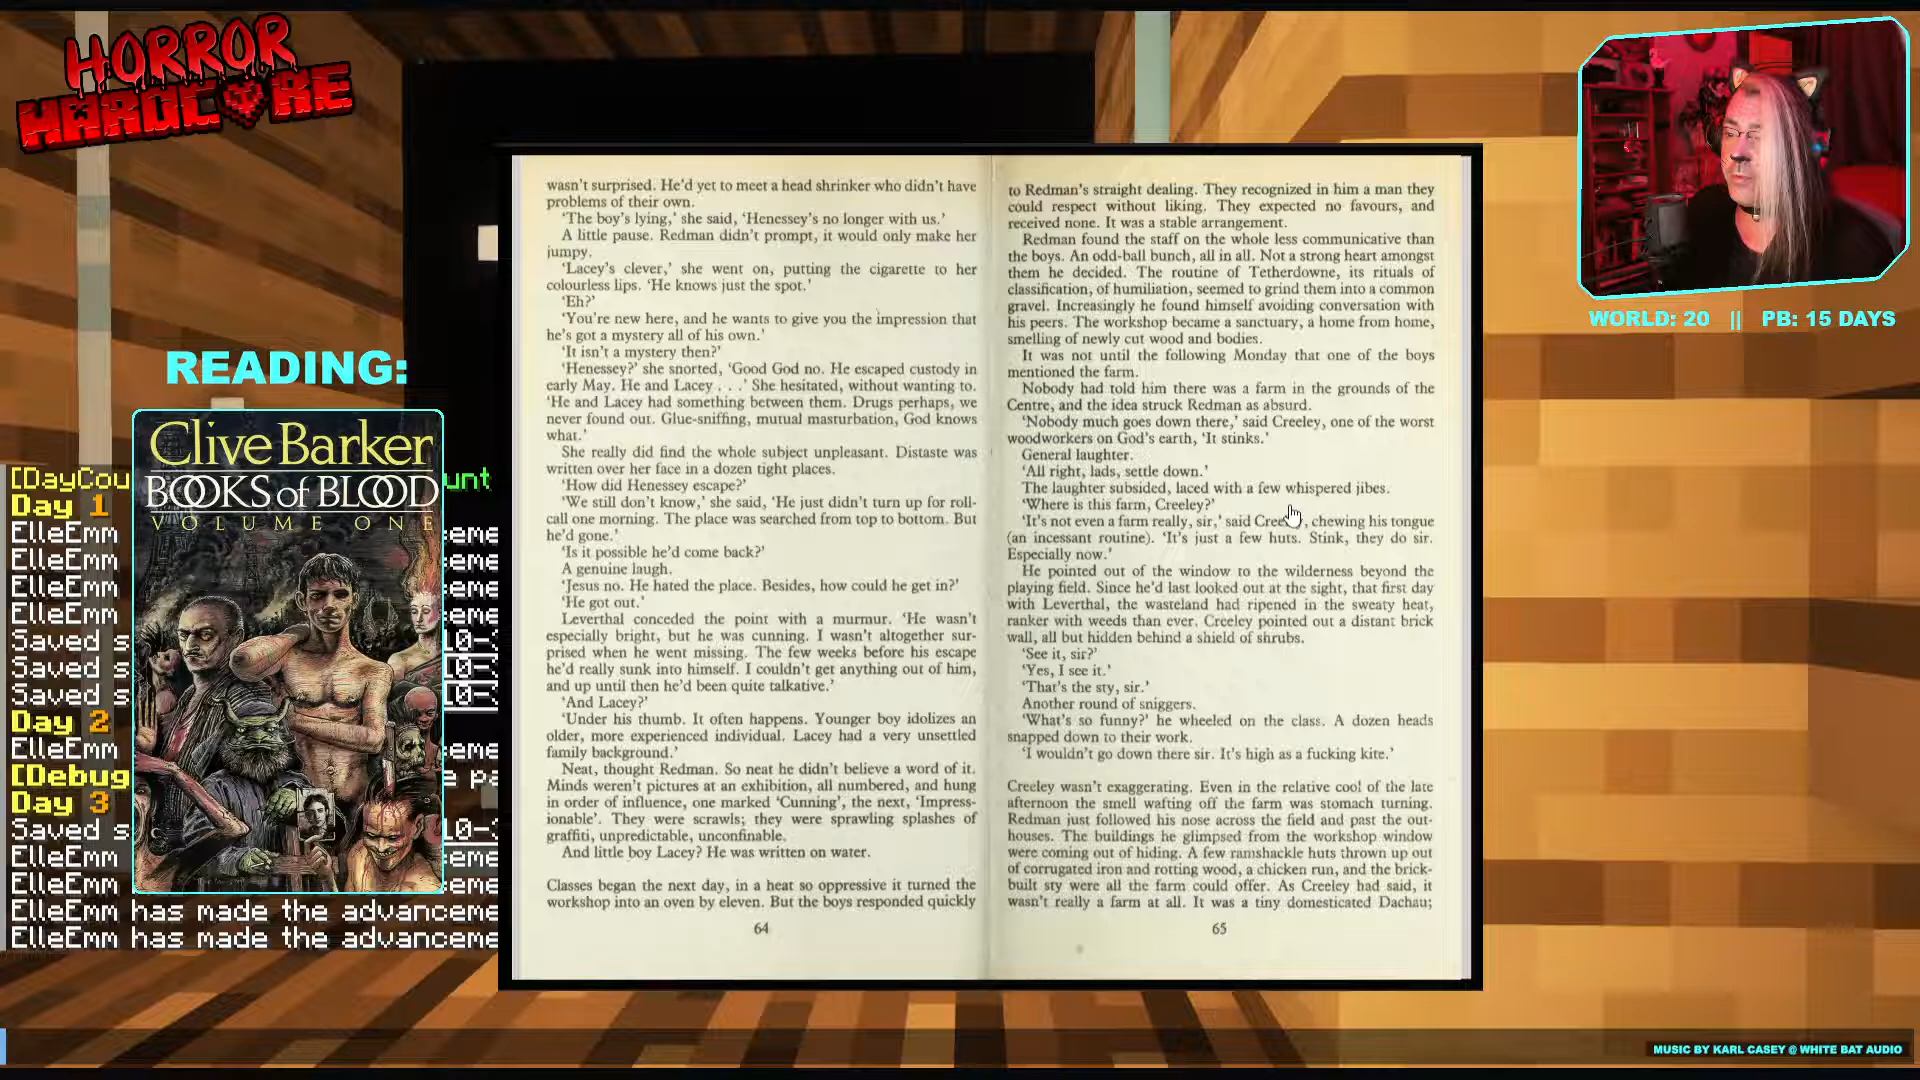 HORROR
HARDCORE
WORLD: 20 || PB: 15 DAYS
READING:
Clive Barker
BOOKS of BLOOD
VOLUME ONE
[DayCou
unt
Day 1
ElleEmm
eme
ElleEmm
eme
ElleEmm
eme
ElleEmm
eme
Saved s
Saved s
Saved s
Day 2
ElleEmm
eme
[Debug
e pa
Day 3
Saved s
ElleEmm
eme
ElleEmm
eme
ElleEmm has made the advanceme
ElleEmm has made the advanceme
wasn't surprised. He'd yet to meet a head shrinker who didn't have
problems of their own.
'The boy's lying,' she said, 'Henessey's no longer with us.'
A little pause. Redman didn't prompt, it would only make her
jumpy.
'Lacey's clever,' she went on, putting the cigarette to her
colourless lips. 'He knows just the spot.'
'Eh?'
'You're new here, and he wants to give you the impression that
he's got a mystery all of his own.'
'It isn't a mystery then?'
'Henessey?' she snorted, 'Good God no. He escaped custody in
early May. He and Lacey . . .' She hesitated, without wanting to.
'He and Lacey had something between them. Drugs perhaps, we
never found out. Glue-sniffing, mutual masturbation, God knows
what.'
She really did find the whole subject unpleasant. Distaste was
written over her face in a dozen tight places.
'How did Henessey escape?'
'We still don't know,' she said, 'He just didn't turn up for roll-
call one morning. The place was searched from top to bottom. But
he'd gone.'
'Is it possible he'd come back?'
A genuine laugh.
'Jesus no. He hated the place. Besides, how could he get in?'
'He got out.'
Leverthal conceded the point with a murmur. 'He wasn't
especially bright, but he was cunning. I wasn't altogether sur-
prised when he went missing. The few weeks before his escape
he'd really sunk into himself. I couldn't get anything out of him,
and up until then he'd been quite talkative.'
'And Lacey?'
'Under his thumb. It often happens. Younger boy idolizes an
older, more experienced individual. Lacey had a very unsettled
family background.'
Neat, thought Redman. So neat he didn't believe a word of it.
Minds weren't pictures at an exhibition, all numbered, and hung
in order of influence, one marked 'Cunning', the next, 'Impress-
ionable'. They were scrawls; they were sprawling splashes of
graffiti, unpredictable, unconfinable.
And little boy Lacey? He was written on water.
Classes began the next day, in a heat so oppressive it turned the
workshop into an oven by eleven. But the boys responded quickly
64
to Redman's straight dealing. They recognized in him a man they
could respect without liking. They expected no favours, and
received none. It was a stable arrangement.
Redman found the staff on the whole less communicative than
the boys. An odd-ball bunch, all in all. Not a strong heart amongst
them he decided. The routine of Tetherdowne, its rituals of
classification, of humiliation, seemed to grind them into a common
gravel. Increasingly he found himself avoiding conversation with
his peers. The workshop became a sanctuary, a home from home,
smelling of newly cut wood and bodies.
It was not until the following Monday that one of the boys
mentioned the farm.
Nobody had told him there was a farm in the grounds of the
Centre, and the idea struck Redman as absurd.
'Nobody much goes down there,' said Creeley, one of the worst
woodworkers on God's earth, 'It stinks.'
General laughter.
'All right, lads, settle down.'
The laughter subsided, laced with a few whispered jibes.
'Where is this farm, Creeley?'
'It's not even a farm really, sir,' said Creeley, chewing his tongue
(an incessant routine). 'It's just a few huts. Stink, they do sir.
Especially now.'
He pointed out of the window to the wilderness beyond the
playing field. Since he'd last looked out at the sight, that first day
with Leverthal, the wasteland had ripened in the sweaty heat,
ranker with weeds than ever. Creeley pointed out a distant brick
wall, all but hidden behind a shield of shrubs.
'See it, sir?'
'Yes, I see it.'
'That's the sty, sir.'
Another round of sniggers.
'What's so funny?' he wheeled on the class. A dozen heads
snapped down to their work.
'I wouldn't go down there sir. It's high as a fucking kite.'
Creeley wasn't exaggerating. Even in the relative cool of the late
afternoon the smell wafting off the farm was stomach turning.
Redman just followed his nose across the field and past the out-
houses. The buildings he glimpsed from the workshop window
were coming out of hiding. A few ramshackle huts thrown up out
of corrugated iron and rotting wood, a chicken run, and the brick-
built sty were all the farm could offer. As Creeley had said, it
wasn't really a farm at all. It was a tiny domesticated Dachau;
65
MUSIC BY KARL CASEY @ WHITE BAT AUDIO